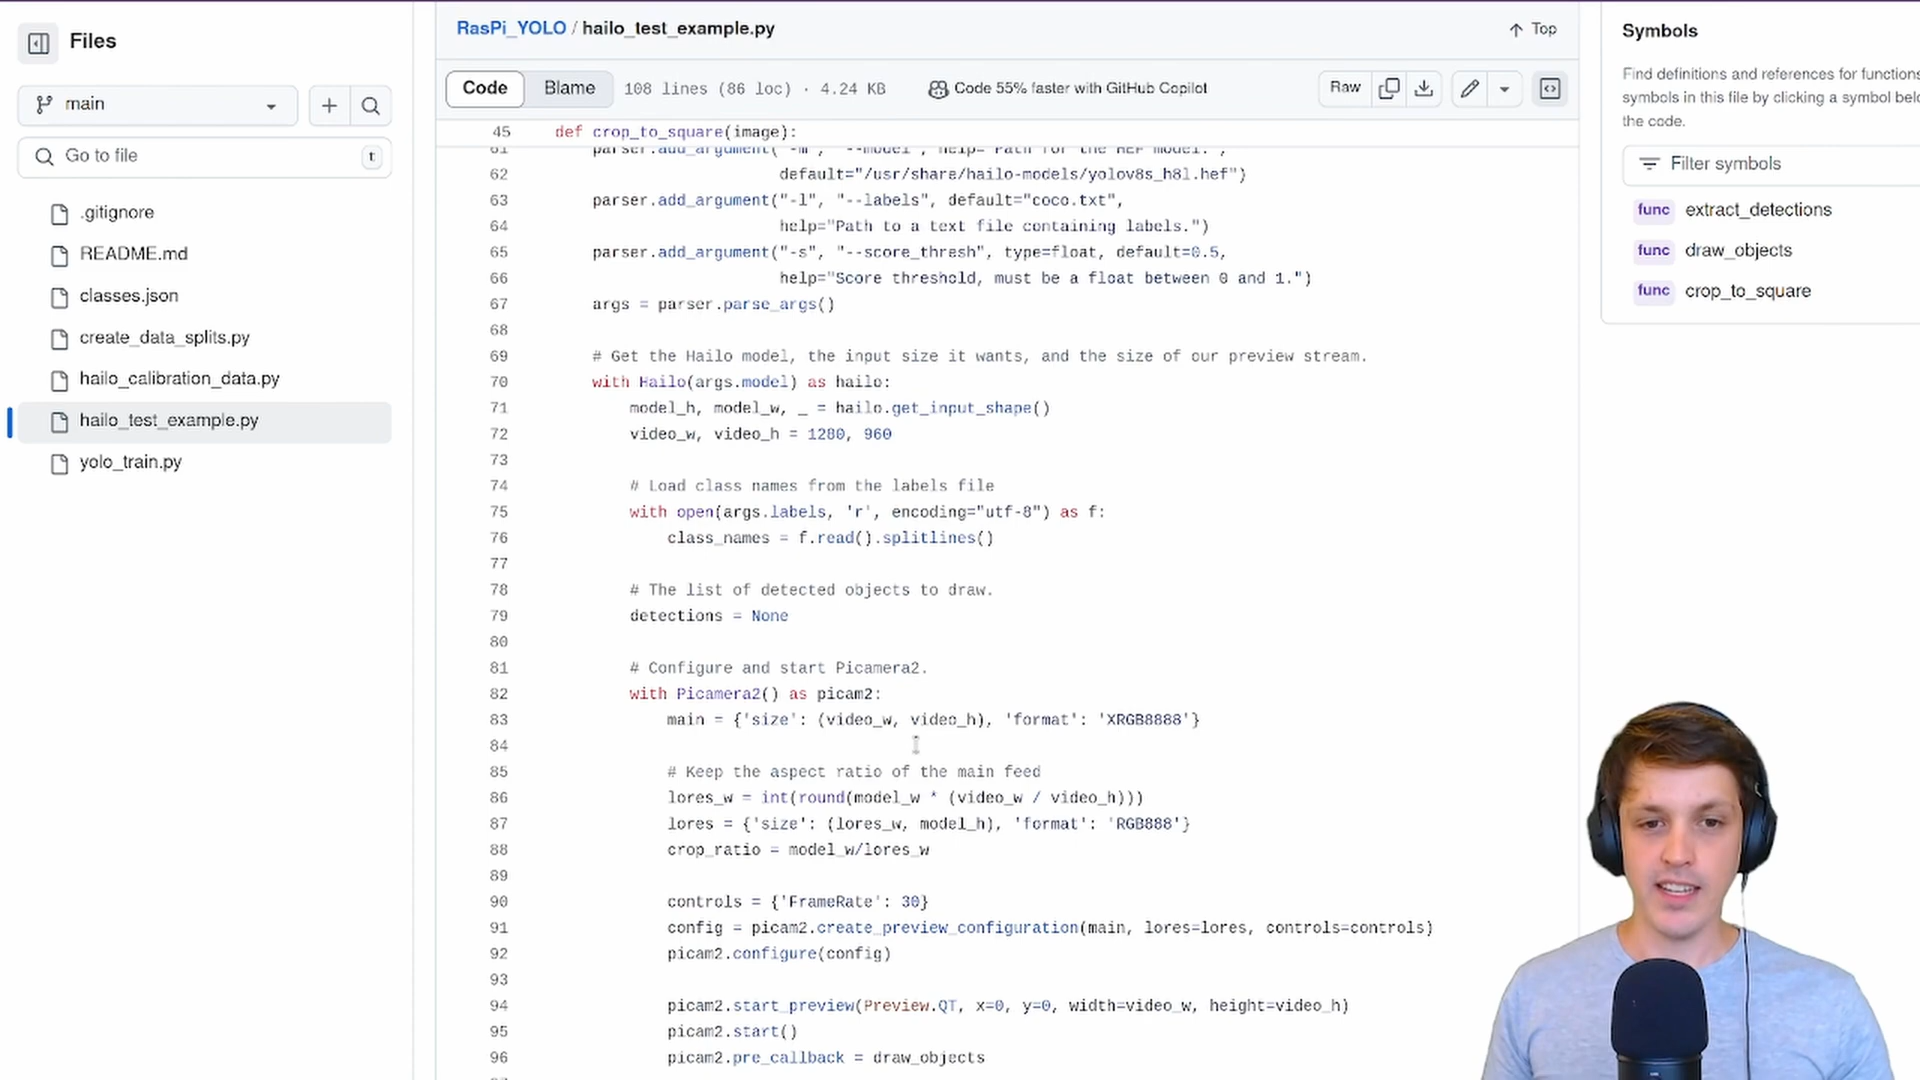 Files
main
Go to file
t
.gitignore
README.md
classes.json
create_data_splits.py
hailo_calibration_data.py
hailo_test_example.py
yolo_train.py
RasPi_YOLO / hailo_test_example.py
Top
Code Blame 108 lines (86 loc) · 4.24 KB Code 55% faster with GitHub Copilot Raw
45 def crop_to_square(image):
61 parser.add_argument("-m", "--model", help="Path for the HEF model.",
62 default="/usr/share/hailo-models/yolov8s_h8l.hef")
63 parser.add_argument("-l", "--labels", default="coco.txt",
64 help="Path to a text file containing labels.")
65 parser.add_argument("-s", "--score_thresh", type=float, default=0.5,
66 help="Score threshold, must be a float between 0 and 1.")
67 args = parser.parse_args()
68
69 # Get the Hailo model, the input size it wants, and the size of our preview stream.
70 with Hailo(args.model) as hailo:
71 model_h, model_w, _ = hailo.get_input_shape()
72 video_w, video_h = 1280, 960
73
74 # Load class names from the labels file
75 with open(args.labels, 'r', encoding="utf-8") as f:
76 class_names = f.read().splitlines()
77
78 # The list of detected objects to draw.
79 detections = None
80
81 # Configure and start Picamera2.
82 with Picamera2() as picam2:
83 main = {'size': (video_w, video_h), 'format': 'XRGB8888'}
84
85 # Keep the aspect ratio of the main feed
86 lores_w = int(round(model_w * (video_w / video_h)))
87 lores = {'size': (lores_w, model_h), 'format': 'RGB888'}
88 crop_ratio = model_w/lores_w
89
90 controls = {'FrameRate': 30}
91 config = picam2.create_preview_configuration(main, lores=lores, controls=controls)
92 picam2.configure(config)
93
94 picam2.start_preview(Preview.QT, x=0, y=0, width=video_w, height=video_h)
95 picam2.start()
96 picam2.pre_callback = draw_objects
Symbols
Find definitions and references for functions
symbols in this file by clicking a symbol
the code.
Filter symbols
func extract_detections
func draw_objects
func crop_to_square